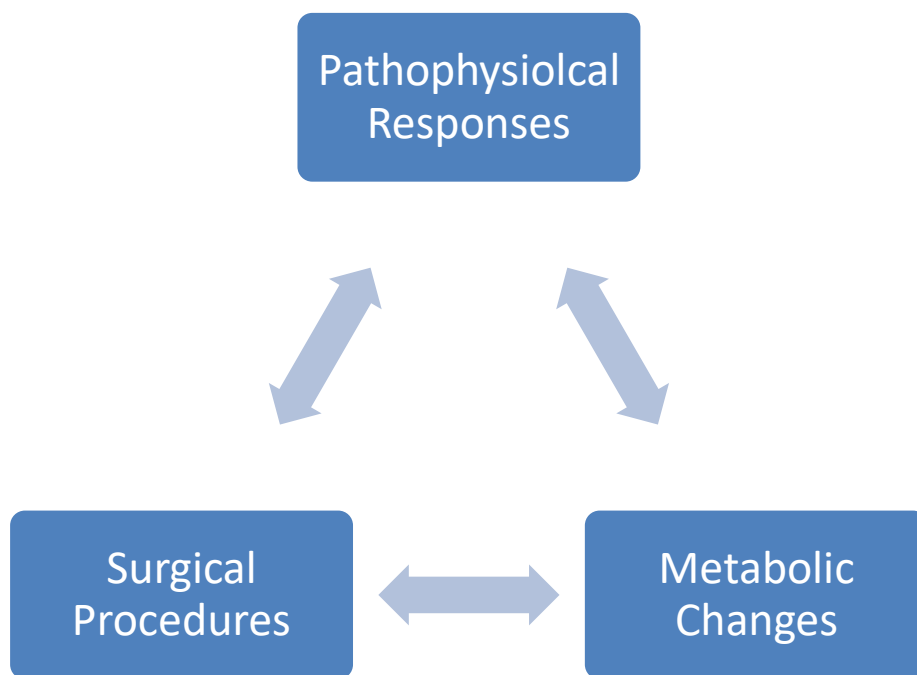 Pathophysiolcal
Responses
Surgical
Procedures
Metabolic
Changes